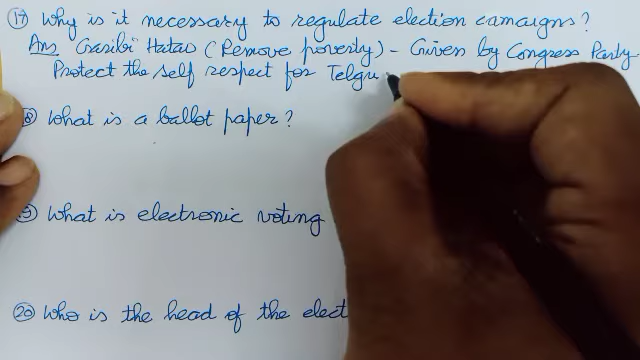 17 Why is it necessary to regulate election camaigns?
Ans Garibi Hatao (Remove poverty) - Given by Congress Party
Protect the self respect for Telgu
18 What is a ballot paper?
19 What is electronic voting
20 Who is the head of the elect